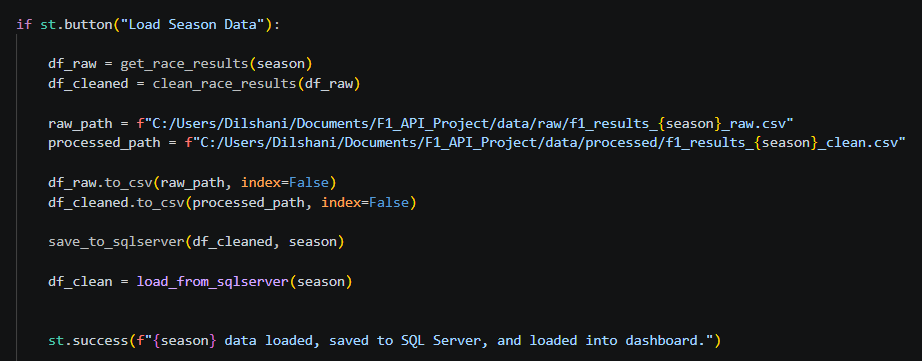 if st.button("Load Season Data"):
df_raw = get_race_results(season)
df_cleaned = clean_race_results(df_raw)
raw_path = f"C:/Users/Dilshani/Documents/F1_API_Project/data/raw/f1_results_{season}_raw.csv"
processed_path = f"C:/Users/Dilshani/Documents/F1_API_Project/data/processed/f1_results_{season}_clean.csv"
df_raw.to_csv(raw_path, index=False)
df_cleaned.to_csv(processed_path, index=False)
save_to_sqlserver(df_cleaned, season)
df_clean = load_from_sqlserver(season)
st.success(f"{season} data loaded, saved to SQL Server, and loaded into dashboard.")